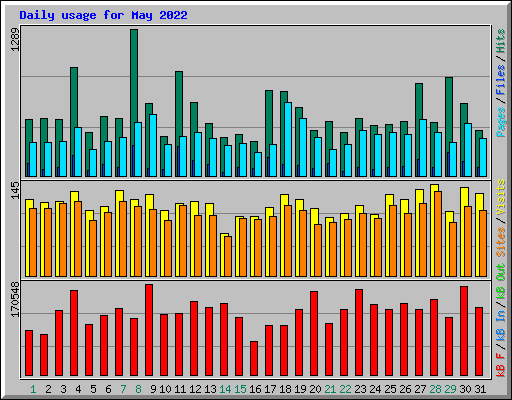 Daily usage for May 2022
1289
Pages / Files / Hits
145
Sites / Visits
170548
kB F / kB In / kB Out
1 2 3 4 5 6 7 8 9 10 11 12 13 14 15 16 17 18 19 20 21 22 23 24 25 26 27 28 29 30 31